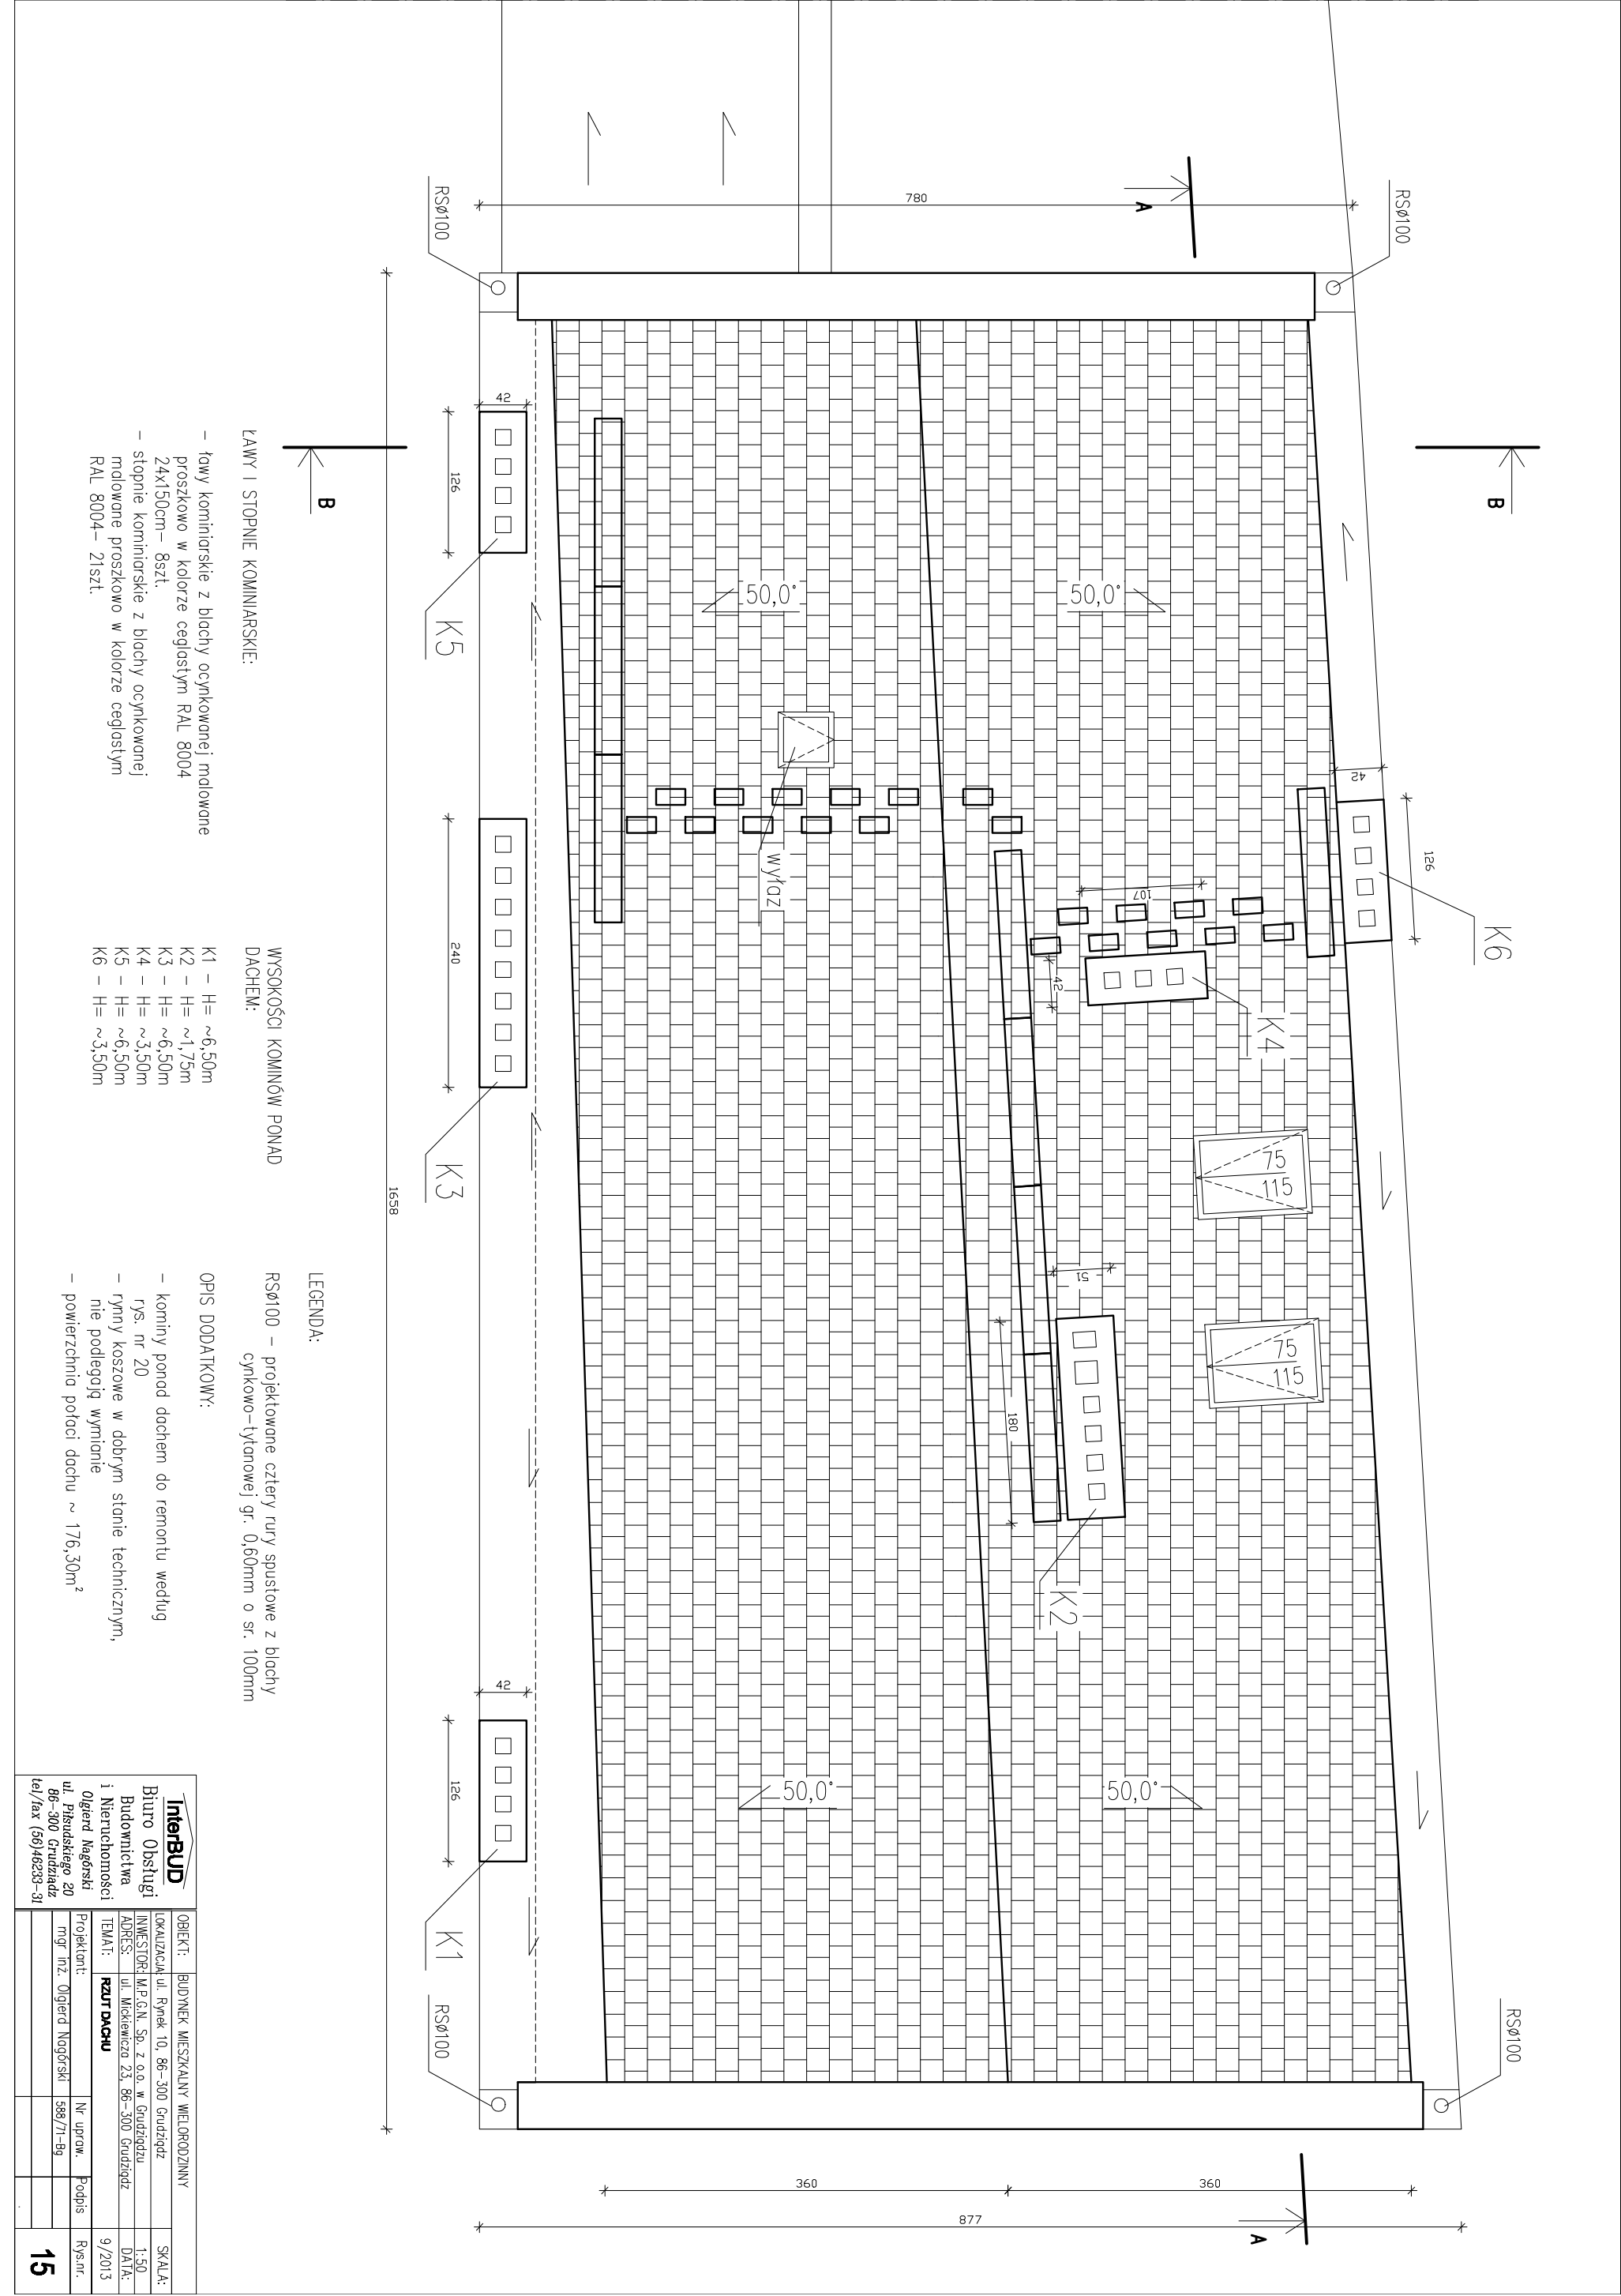 RSø100
RSø100
780
A
B
B
42
126
K5
50,0°
50,0°
wyłaz
42
126
K6
107
42
K4
240
K3
1658
75
115
75
115
51
180
K2
42
126
K1
50,0°
50,0°
RSø100
RSø100
360
360
877
A
ŁAWY I STOPNIE KOMINIARSKIE:
– ławy kominiarskie z blachy ocynkowanej malowane
proszkowo w kolorze ceglastym RAL 8004
24x150cm– 8szt.
– stopnie kominiarskie z blachy ocynkowanej
malowane proszkowo w kolorze ceglastym
RAL 8004– 21szt.
WYSOKOŚCI KOMINÓW PONAD
DACHEM:
K1 – H= ~6,50m
K2 – H= ~1,75m
K3 – H= ~6,50m
K4 – H= ~3,50m
K5 – H= ~6,50m
K6 – H= ~3,50m
LEGENDA:
RSø100 – projektowane cztery rury spustowe z blachy
cynkowo–tytanowej gr. 0,60mm o sr. 100mm
OPIS DODATKOWY:
– kominy ponad dachem do remontu według
rys. nr 20
– rynny koszowe w dobrym stanie technicznym,
nie podlegają wymianie
– powierzchnia połaci dachu ~ 176,30m²
InterBUD
Biuro Obsługi
Budownictwa
i Nieruchomości
Olgierd Nagórski
ul. Piłsudskiego 20
86–300 Grudziądz
tel/fax (56)46233–31
OBIEKT: BUDYNEK MIESZKALNY WIELORODZINNY
LOKALIZACJA: ul. Rynek 10, 86–300 Grudziądz
SKALA:
INWESTOR: M.P.G.N. Sp. z o.o. w Grudziądzu
1:50
ADRES: ul. Mickiewicza 23, 86–300 Grudziądz
DATA:
TEMAT: RZUT DACHU
9/2013
Projektant: Nr upraw. Podpis Rys.nr.
mgr inż. Olgierd Nagórski 588/71–Bg
15